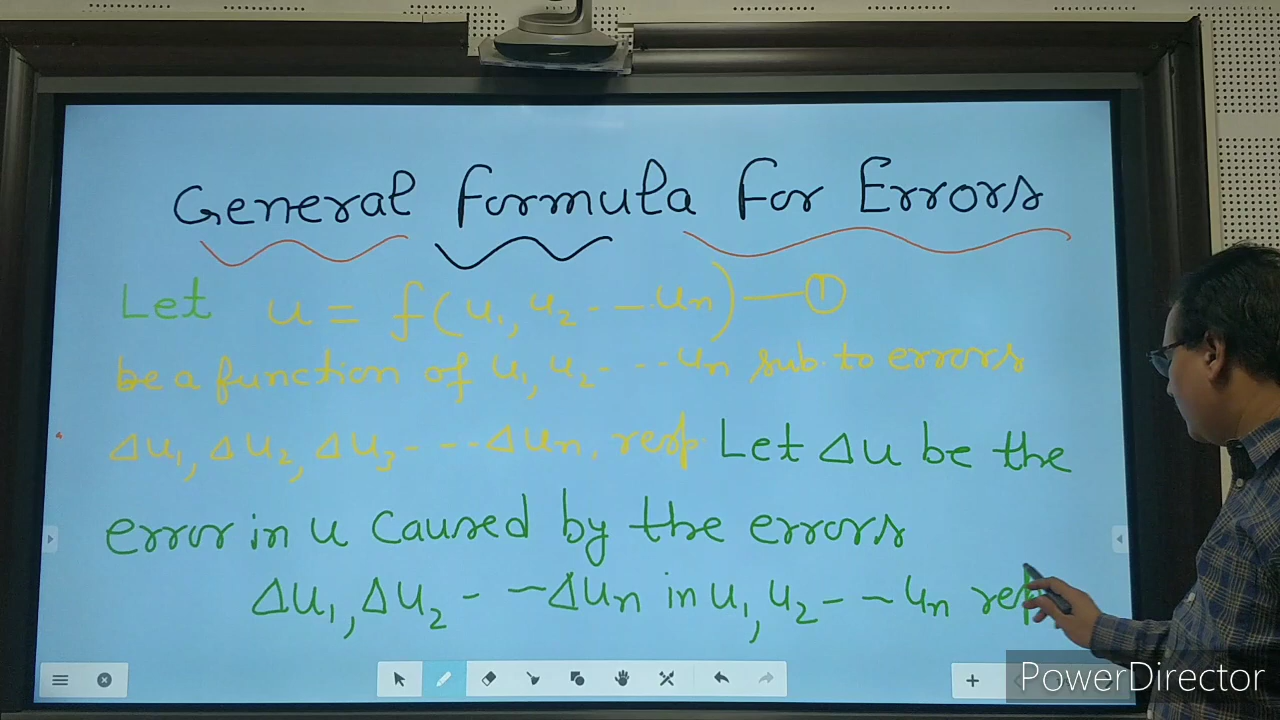 General Formula For Errors
Let u = f(u₁, u₂ - - - uₙ) — ①
be a function of u₁, u₂ - - - uₙ sub. to errors
Δu₁, Δu₂, Δu₃ - - - Δuₙ, resp. Let Δu be the
error in u caused by the errors
Δu₁, Δu₂ - - Δuₙ in u₁, u₂ - - uₙ resp
PowerDirector